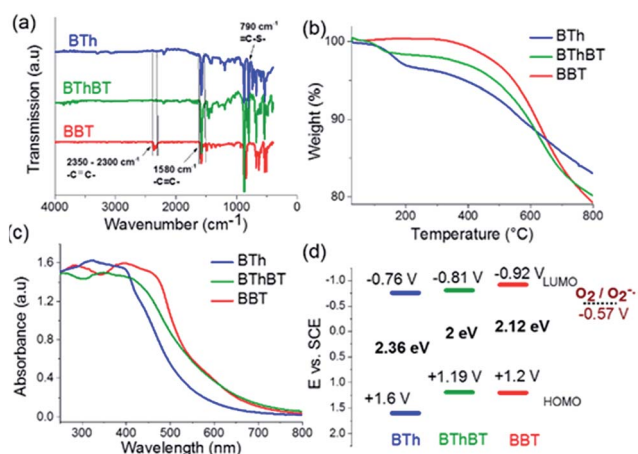 (a)
BTh
BThBT
BBT
790 cm-1
=C-S-
2350 - 2300 cm-1
-C≡C-
1580 cm-1
-C=C-
Transmission (a.u)
4000 3000 2000 1000 0
Wavenumber (cm-1)
(b)
BTh
BThBT
BBT
100
90
80
Weight (%)
200 400 600 800
Temperature (°C)
(c)
BTh
BThBT
BBT
1.6
1.2
0.8
0.4
0.0
Absorbance (a.u)
300 400 500 600 700 800
Wavelength (nm)
(d)
-1.0
-0.5
0.0
0.5
1.0
1.5
E vs. SCE
-0.76 V -0.81 V -0.92 V LUMO
O2 / O2-.
-0.57 V
2.36 eV 2 eV 2.12 eV
+1.6 V +1.19 V +1.2 V HOMO
BTh BThBT BBT